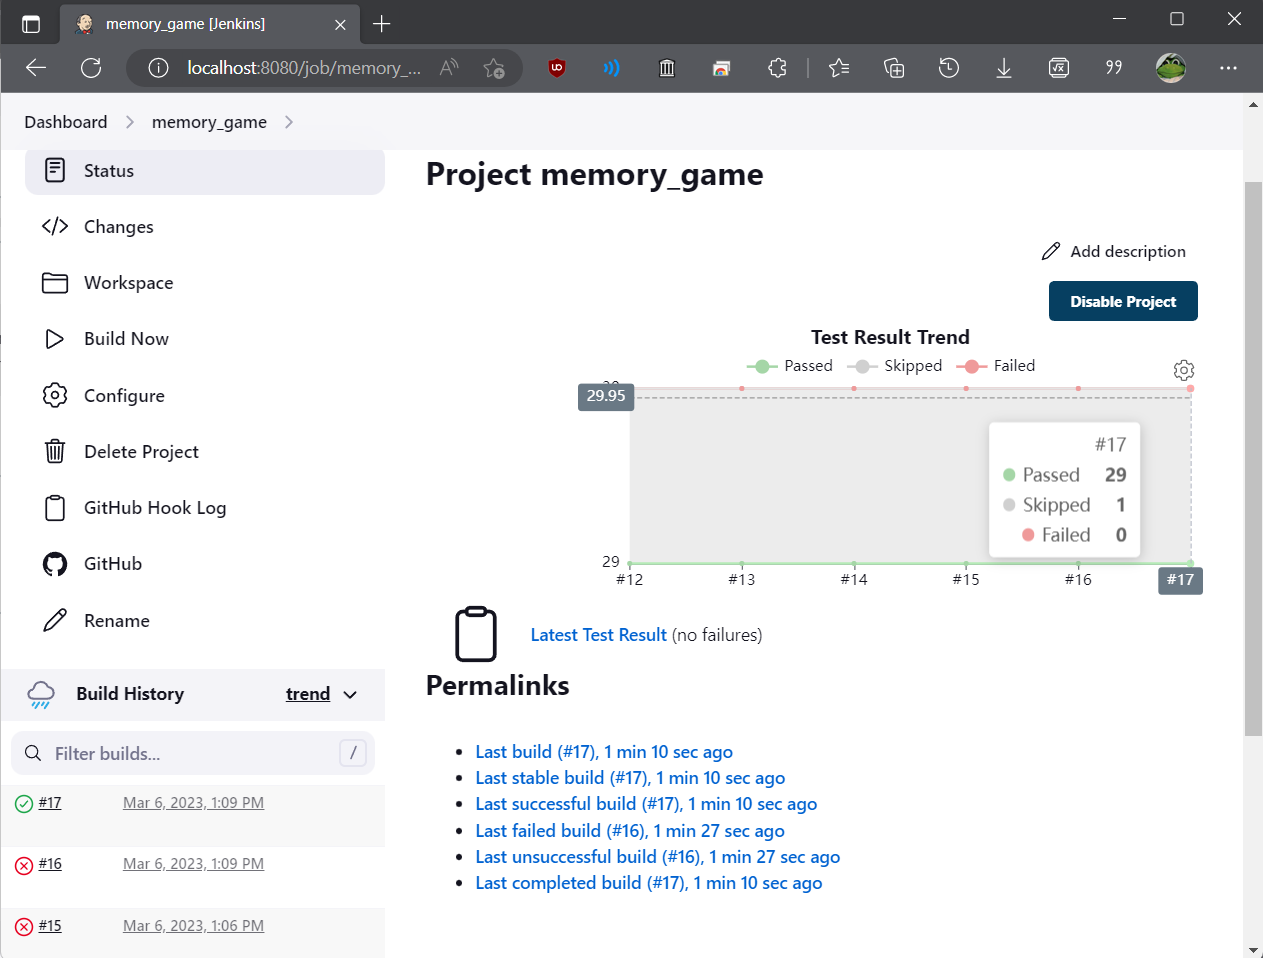 memory_game [Jenkins]
localhost:8080/job/memory_...
Dashboard
memory_game
Status
Changes
Workspace
Build Now
Configure
Delete Project
GitHub Hook Log
GitHub
Rename
Build History
trend
Filter builds...
/
#17
Mar 6, 2023, 1:09 PM
#16
Mar 6, 2023, 1:09 PM
#15
Mar 6, 2023, 1:06 PM
Project memory_game
Add description
Disable Project
Test Result Trend
Passed
Skipped
Failed
29.95
#17
Passed 29
Skipped 1
Failed 0
29
#12
#13
#14
#15
#16
#17
Latest Test Result (no failures)
Permalinks
Last build (#17), 1 min 10 sec ago
Last stable build (#17), 1 min 10 sec ago
Last successful build (#17), 1 min 10 sec ago
Last failed build (#16), 1 min 27 sec ago
Last unsuccessful build (#16), 1 min 27 sec ago
Last completed build (#17), 1 min 10 sec ago